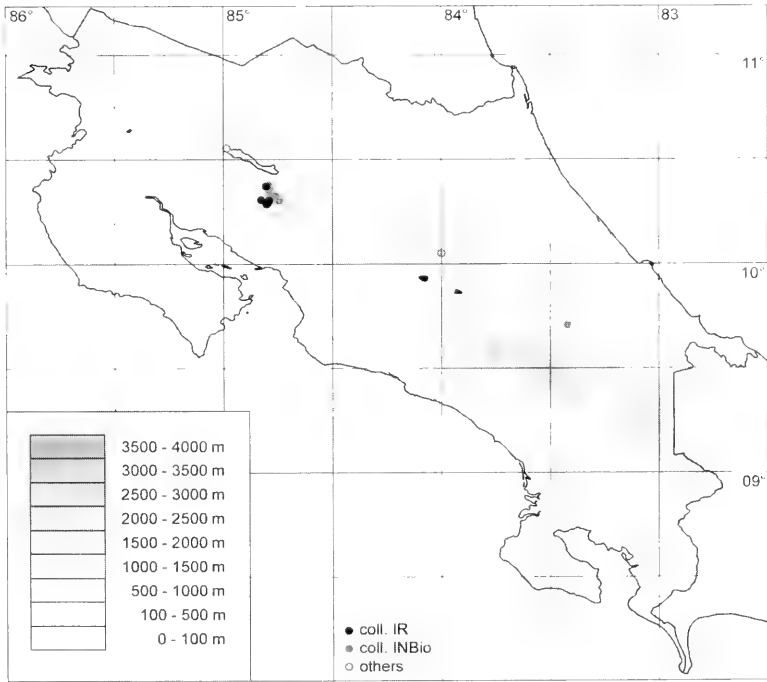 86°
85°
84°
83
11°
10°
09°
3500 - 4000 m
3000 - 3500 m
2500 - 3000 m
2000 - 2500 m
1500 - 2000 m
1000 - 1500 m
500 - 1000 m
100 - 500 m
0 - 100 m
coll. IR
coll. INBio
others